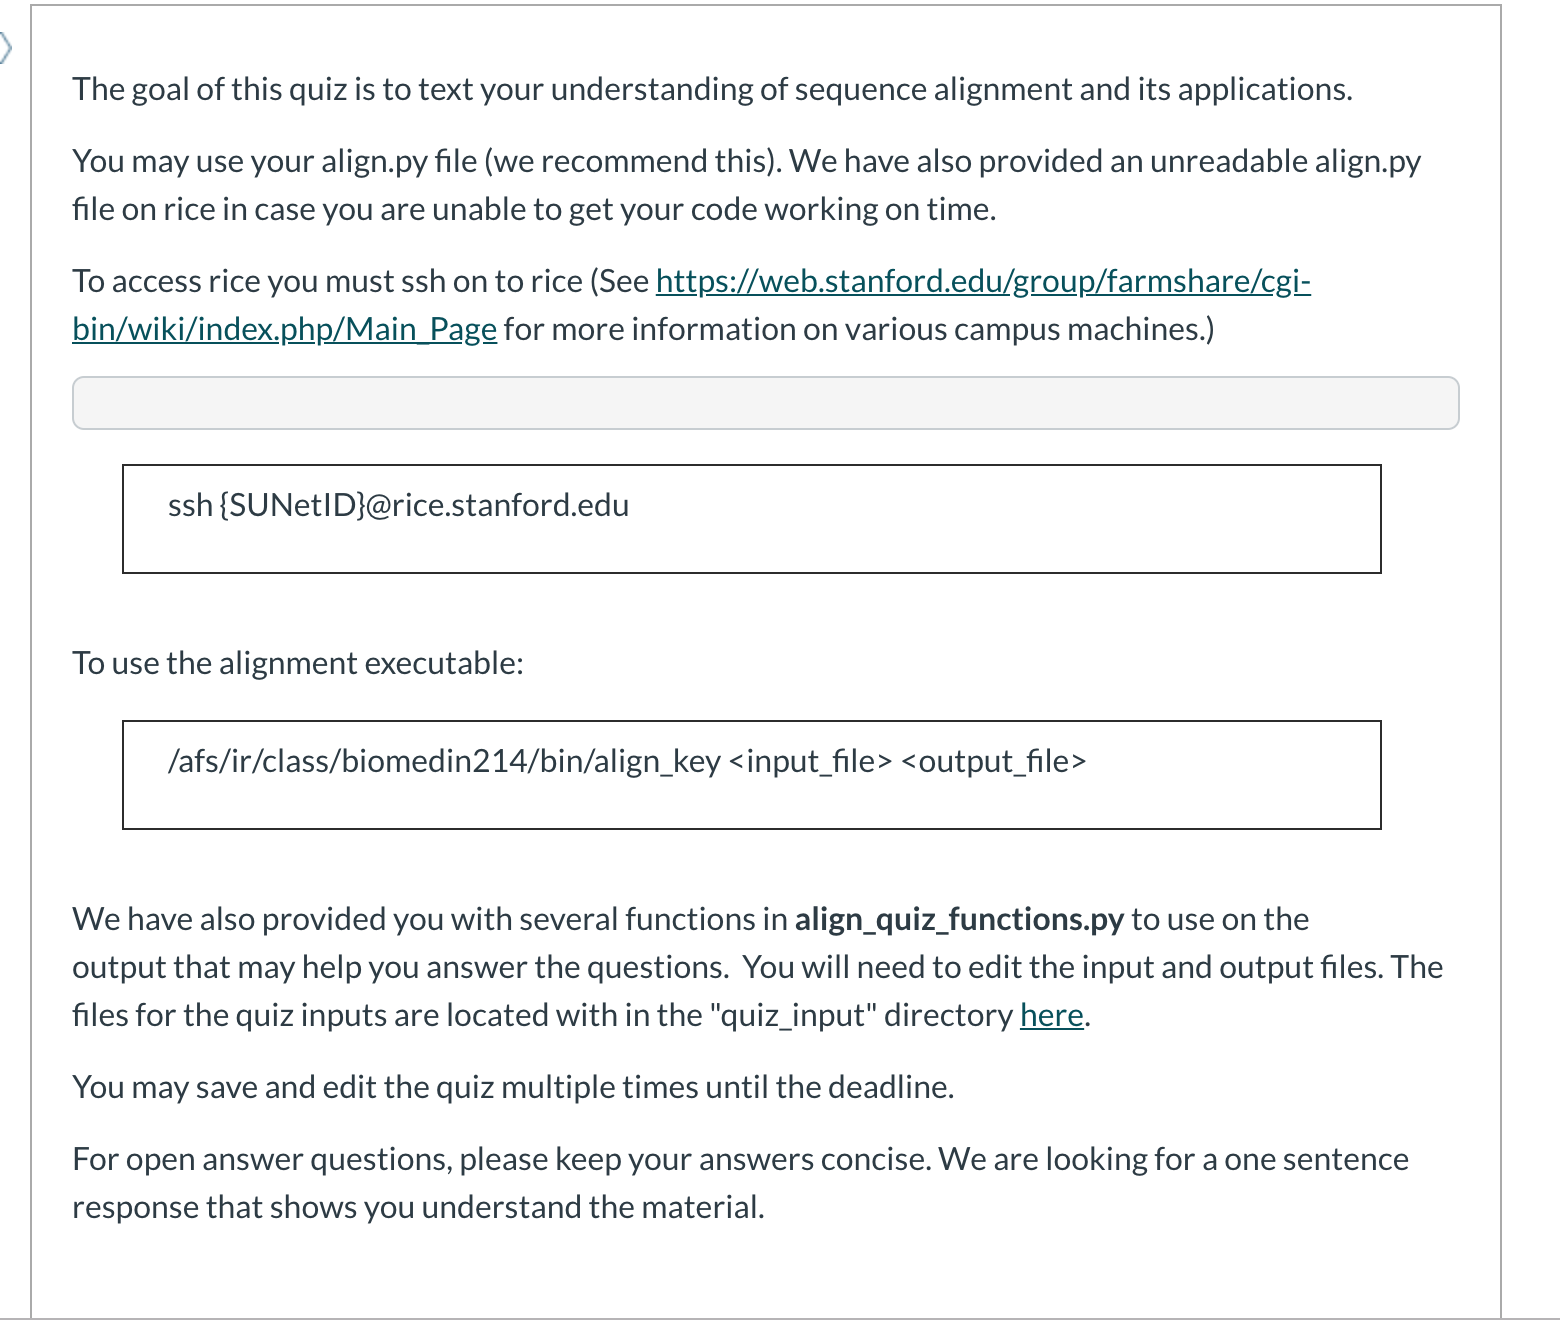 The goal of this quiz is to text your understanding of sequence alignment and its applications.
You may use your align.py file (we recommend this). We have also provided an unreadable align.py
file on rice in case you are unable to get your code working on time.
To access rice you must ssh on to rice (See https://web.stanford.edu/group/farmshare/cgi-
bin/wiki/index.php/Main_Page for more information on various campus machines.)
ssh {SUNetID}@rice.stanford.edu
To use the alignment executable:
/afs/ir/class/biomedin214/bin/align_key <input_file> <output_file>
We have also provided you with several functions in align_quiz_functions.py to use on the
output that may help you answer the questions.  You will need to edit the input and output files. The
files for the quiz inputs are located with in the "quiz_input" directory here.
You may save and edit the quiz multiple times until the deadline.
For open answer questions, please keep your answers concise. We are looking for a one sentence
response that shows you understand the material.